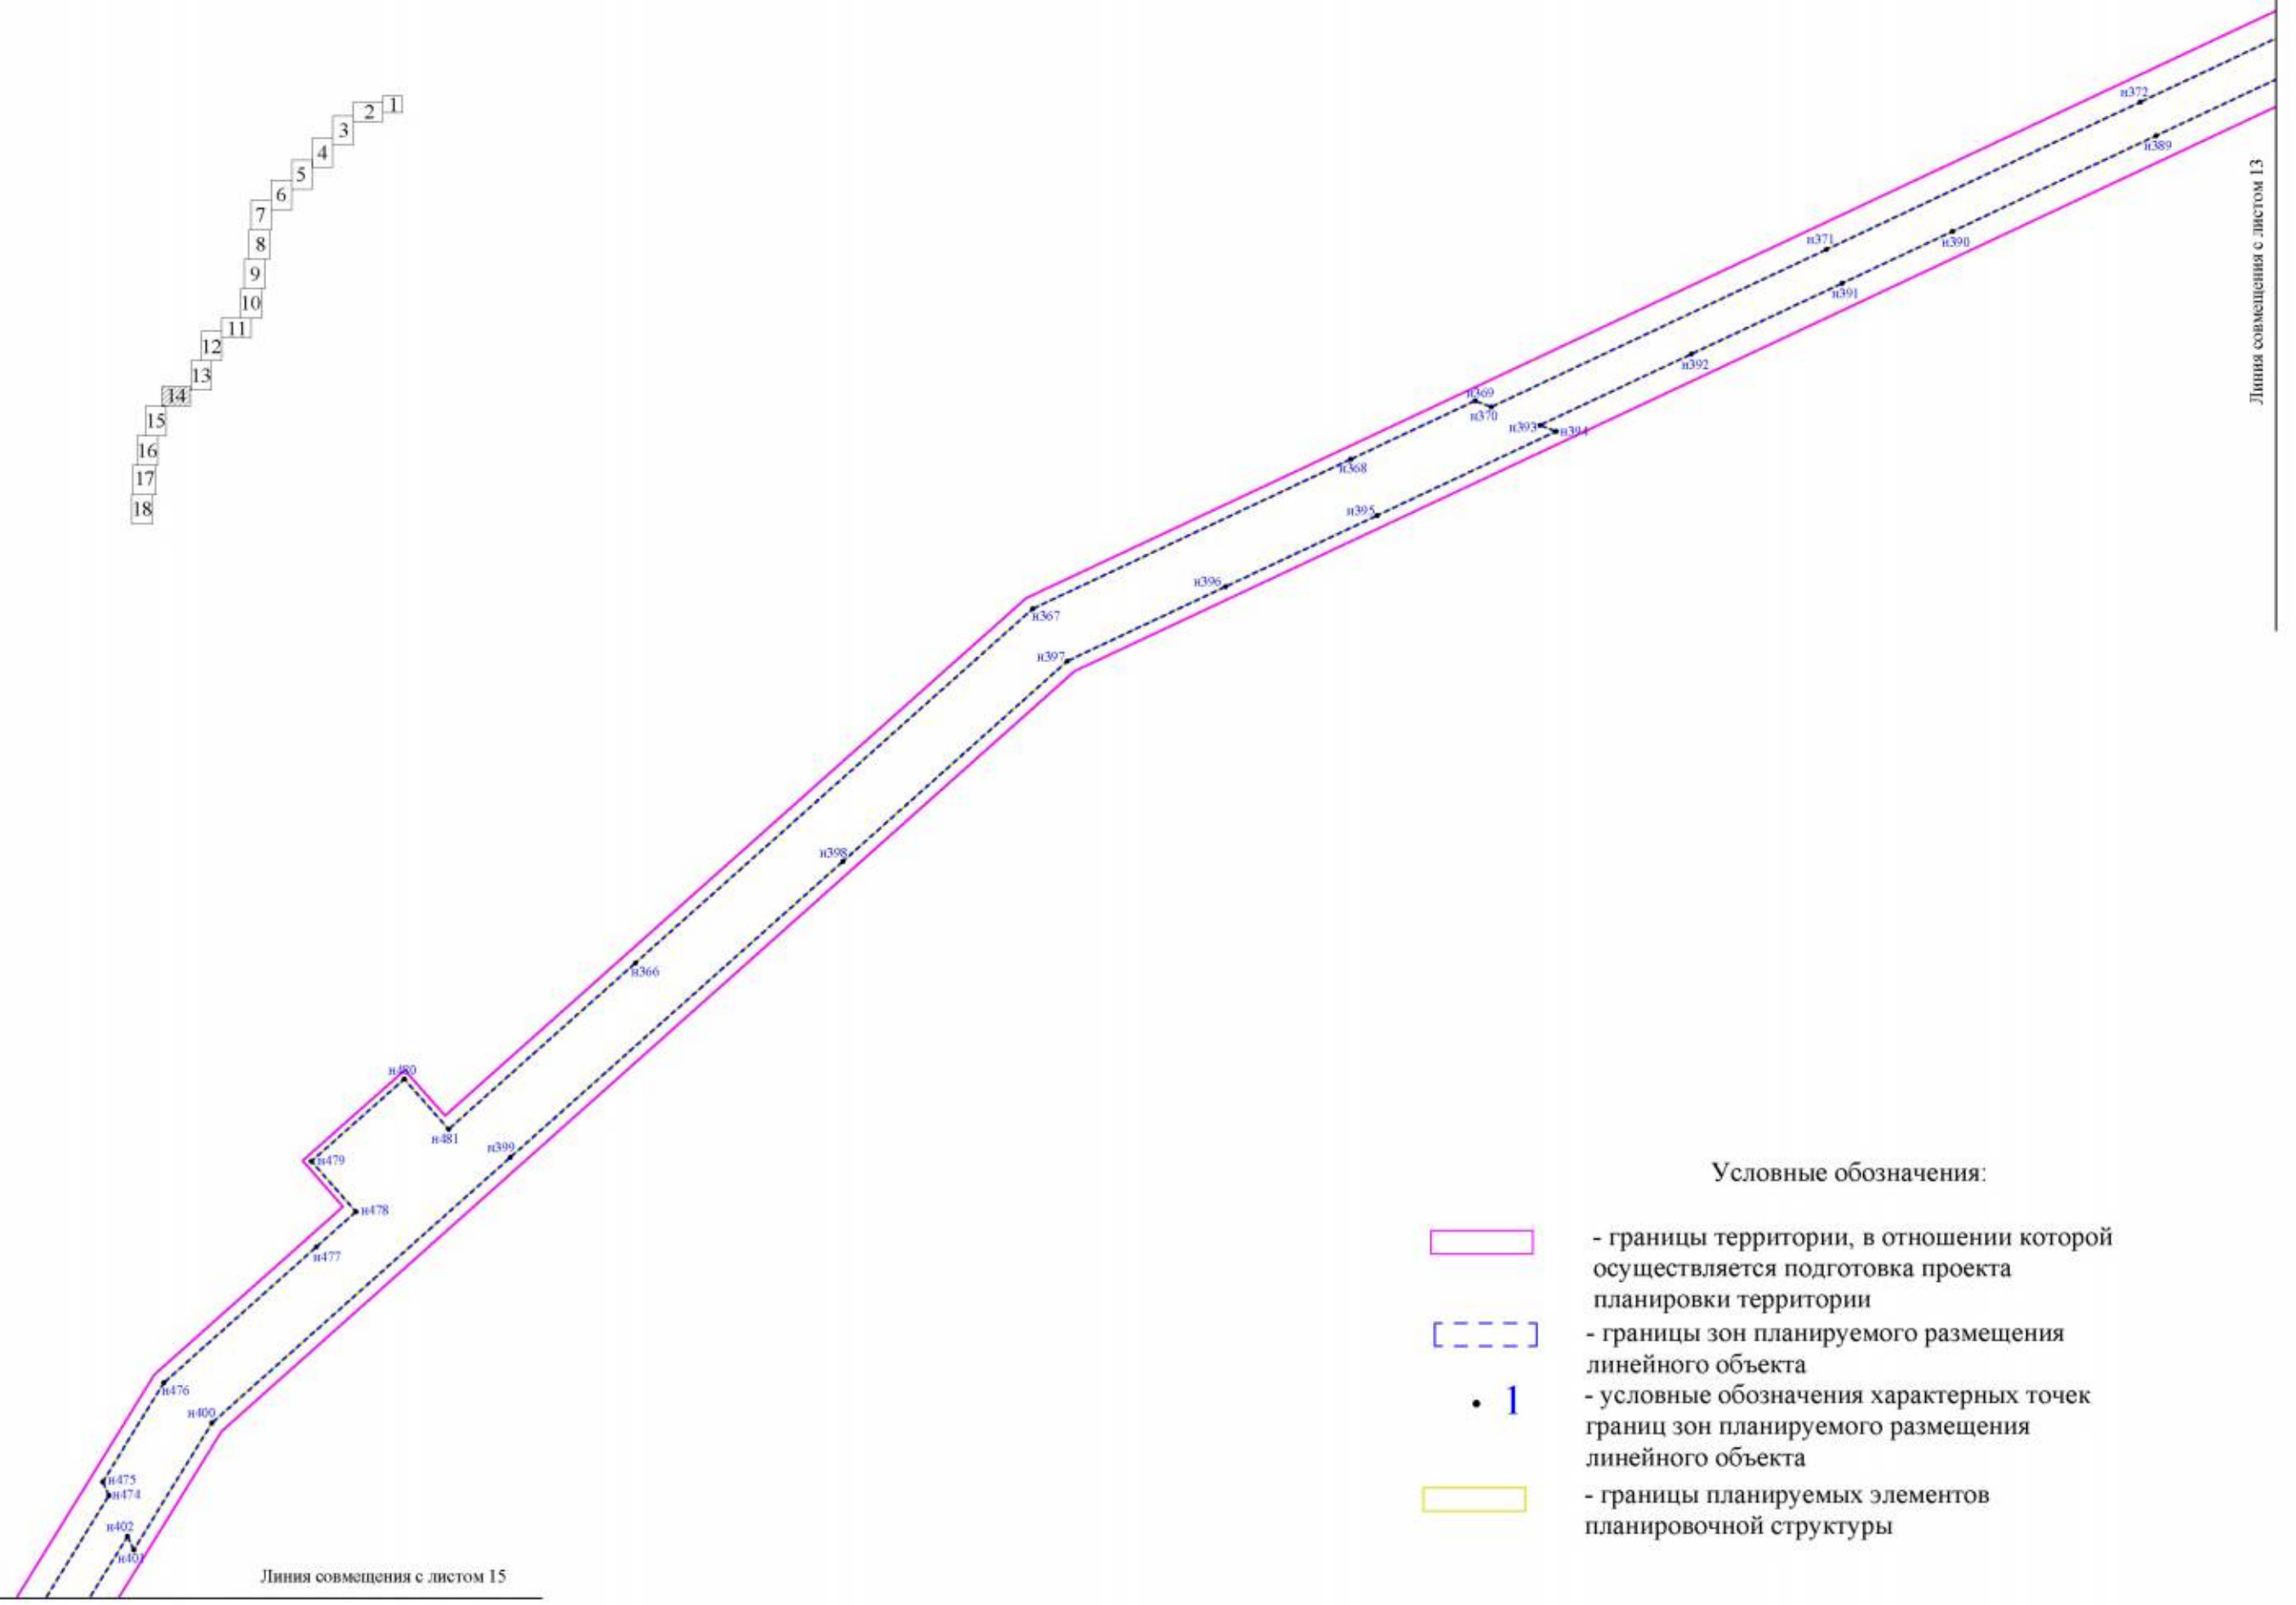 1
2
3
4
5
6
7
8
9
10
11
12
13
14
15
16
17
18
н372
н389
Линия совмещения с листом 13
н371
н390
н391
н392
н369
н370
н393
н394
н368
н395
н396
н367
н397
н398
н366
н480
н481
н399
н479
н478
н477
н476
н400
н475
н474
н402
н401
Линия совмещения с листом 15
Условные обозначения:
- границы территории, в отношении которой
осуществляется подготовка проекта
планировки территории
- границы зон планируемого размещения
линейного объекта
1
- условные обозначения характерных точек
границ зон планируемого размещения
линейного объекта
- границы планируемых элементов
планировочной структуры